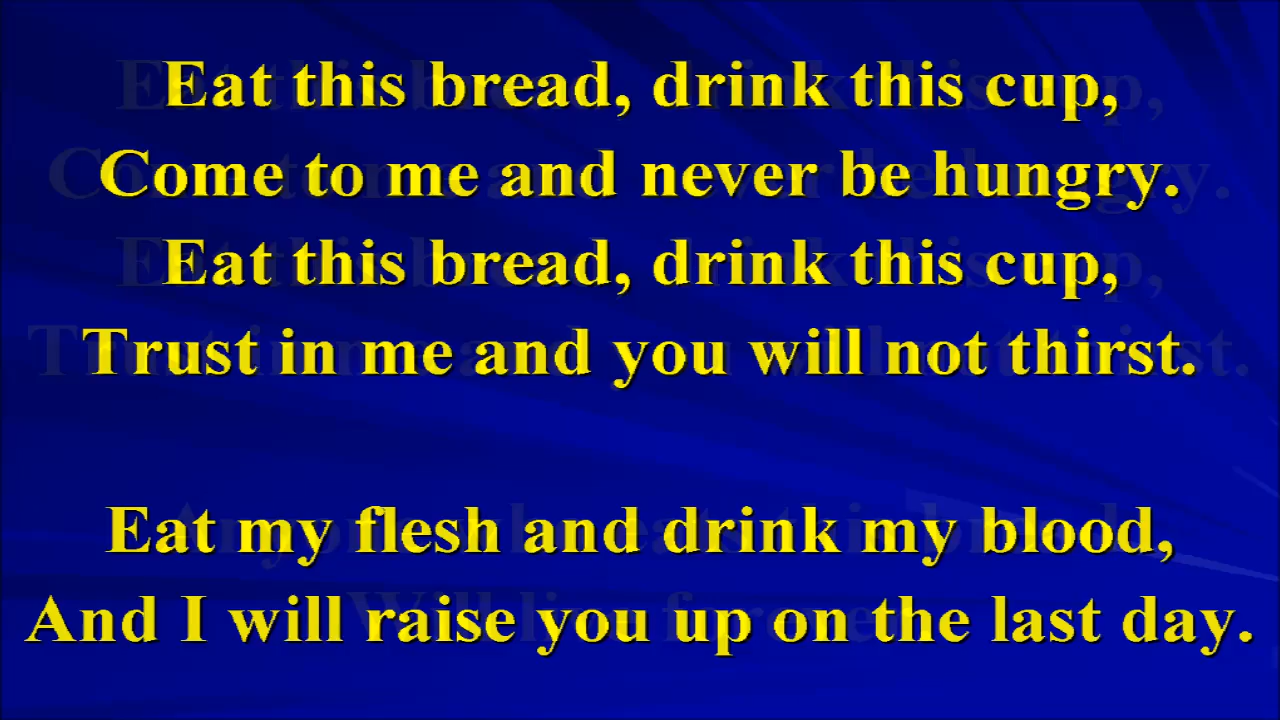 Eat this bread, drink this cup,
Come to me and never be hungry.
Eat this bread, drink this cup,
Trust in me and you will not thirst.
Eat my flesh and drink my blood,
And I will raise you up on the last day.